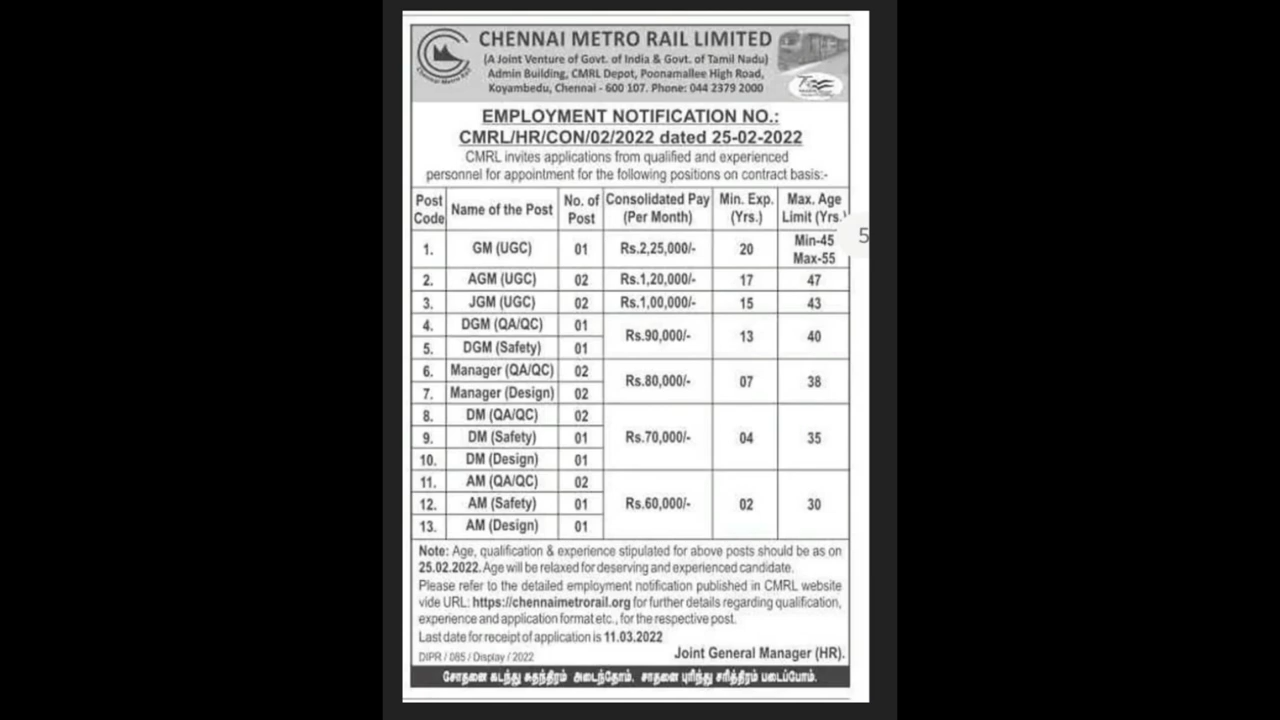 CHENNAI METRO RAIL LIMITED
(A Joint Venture of Govt. of India & Govt. of Tamil Nadu)
Admin Building, CMRL Depot, Poonamallee High Road,
Koyambedu, Chennai - 600 107. Phone: 044 2379 2000
Chennai Metro Rail
EMPLOYMENT NOTIFICATION NO.:
CMRL/HR/CON/02/2022 dated 25-02-2022
CMRL invites applications from qualified and experienced
personnel for appointment for the following positions on contract basis:-
Post Code Name of the Post No. of Post Consolidated Pay (Per Month) Min. Exp. (Yrs.) Max. Age Limit (Yrs.)
5
1. GM (UGC) 01 Rs.2,25,000/- 20 Min-45 Max-55
2. AGM (UGC) 02 Rs.1,20,000/- 17 47
3. JGM (UGC) 02 Rs.1,00,000/- 15 43
4. DGM (QA/QC) 01
Rs.90,000/- 13 40
5. DGM (Safety) 01
6. Manager (QA/QC) 02
Rs.80,000/- 07 38
7. Manager (Design) 02
8. DM (QA/QC) 02
9. DM (Safety) 01 Rs.70,000/- 04 35
10. DM (Design) 01
11. AM (QA/QC) 02
12. AM (Safety) 01 Rs.60,000/- 02 30
13. AM (Design) 01
Note: Age, qualification & experience stipulated for above posts should be as on
25.02.2022. Age will be relaxed for deserving and experienced candidate.
Please refer to the detailed employment notification published in CMRL website
vide URL: https://chennaimetrorail.org for further details regarding qualification,
experience and application format etc., for the respective post.
Last date for receipt of application is 11.03.2022
DIPR / 085 / Display / 2022 Joint General Manager (HR).
சோதனை கடந்து சுதந்திரம் அடைந்தோம், சாதனை புரிந்து சரித்திரம் படைப்போம்.